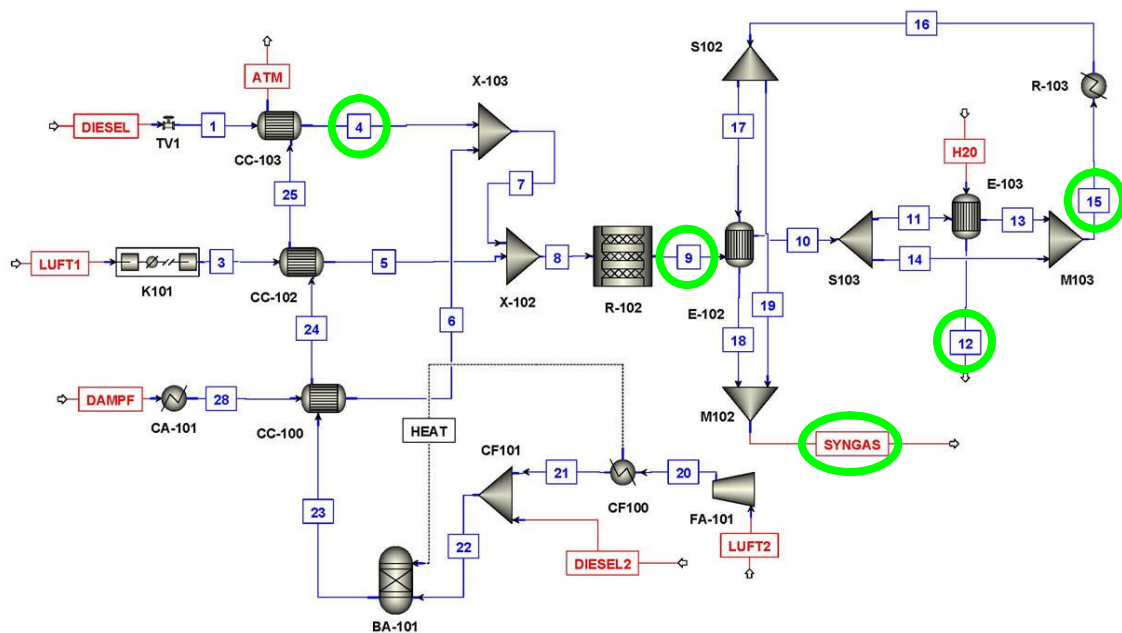 16
S102
X-103
ATM
R-103
DIESEL
1
4
TV1
CC-103
17
H20
E-103
7
25
15
11
13
10
14
LUFT1
3
5
8
9
K101
CC-102
X-102
R-102
S103
M103
E-102
19
6
24
18
12
DAMPF
28
M102
CA-101
CC-100
HEAT
SYNGAS
CF101
21
20
CF100
FA-101
23
22
DIESEL2
LUFT2
BA-101